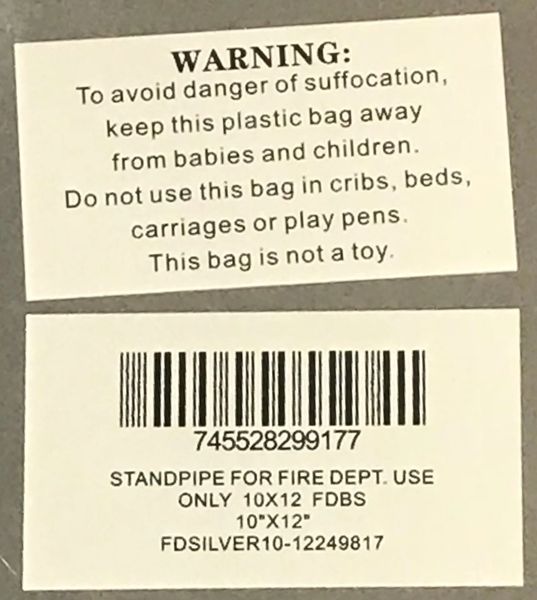 WARNING:
To avoid danger of suffocation,
keep this plastic bag away
from babies and children.
Do not use this bag in cribs, beds,
carriages or play pens.
This bag is not a toy.
745528299177
STANDPIPE FOR FIRE DEPT. USE
ONLY 10X12 FDBS
10"X12"
FDSILVER10-12249817